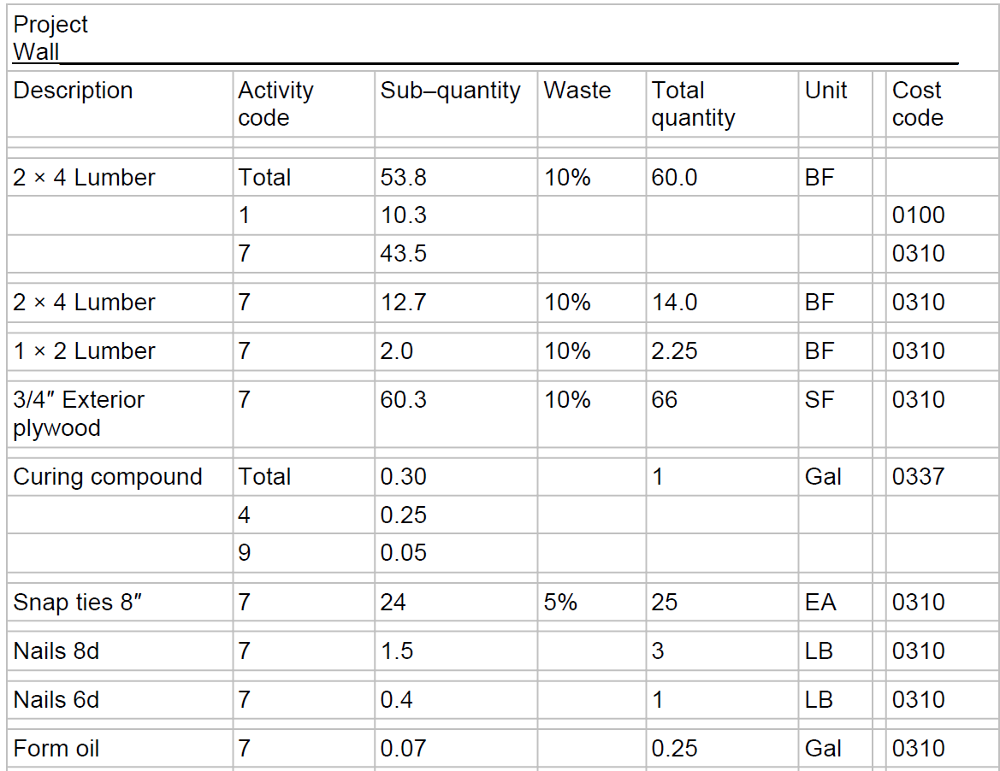 Project
Wall
Description Activity code Sub–quantity Waste Total quantity Unit Cost code
2 × 4 Lumber Total 53.8 10% 60.0 BF
1 10.3 0100
7 43.5 0310
2 × 4 Lumber 7 12.7 10% 14.0 BF 0310
1 × 2 Lumber 7 2.0 10% 2.25 BF 0310
3/4″ Exterior plywood 7 60.3 10% 66 SF 0310
Curing compound Total 0.30 1 Gal 0337
4 0.25
9 0.05
Snap ties 8″ 7 24 5% 25 EA 0310
Nails 8d 7 1.5 3 LB 0310
Nails 6d 7 0.4 1 LB 0310
Form oil 7 0.07 0.25 Gal 0310